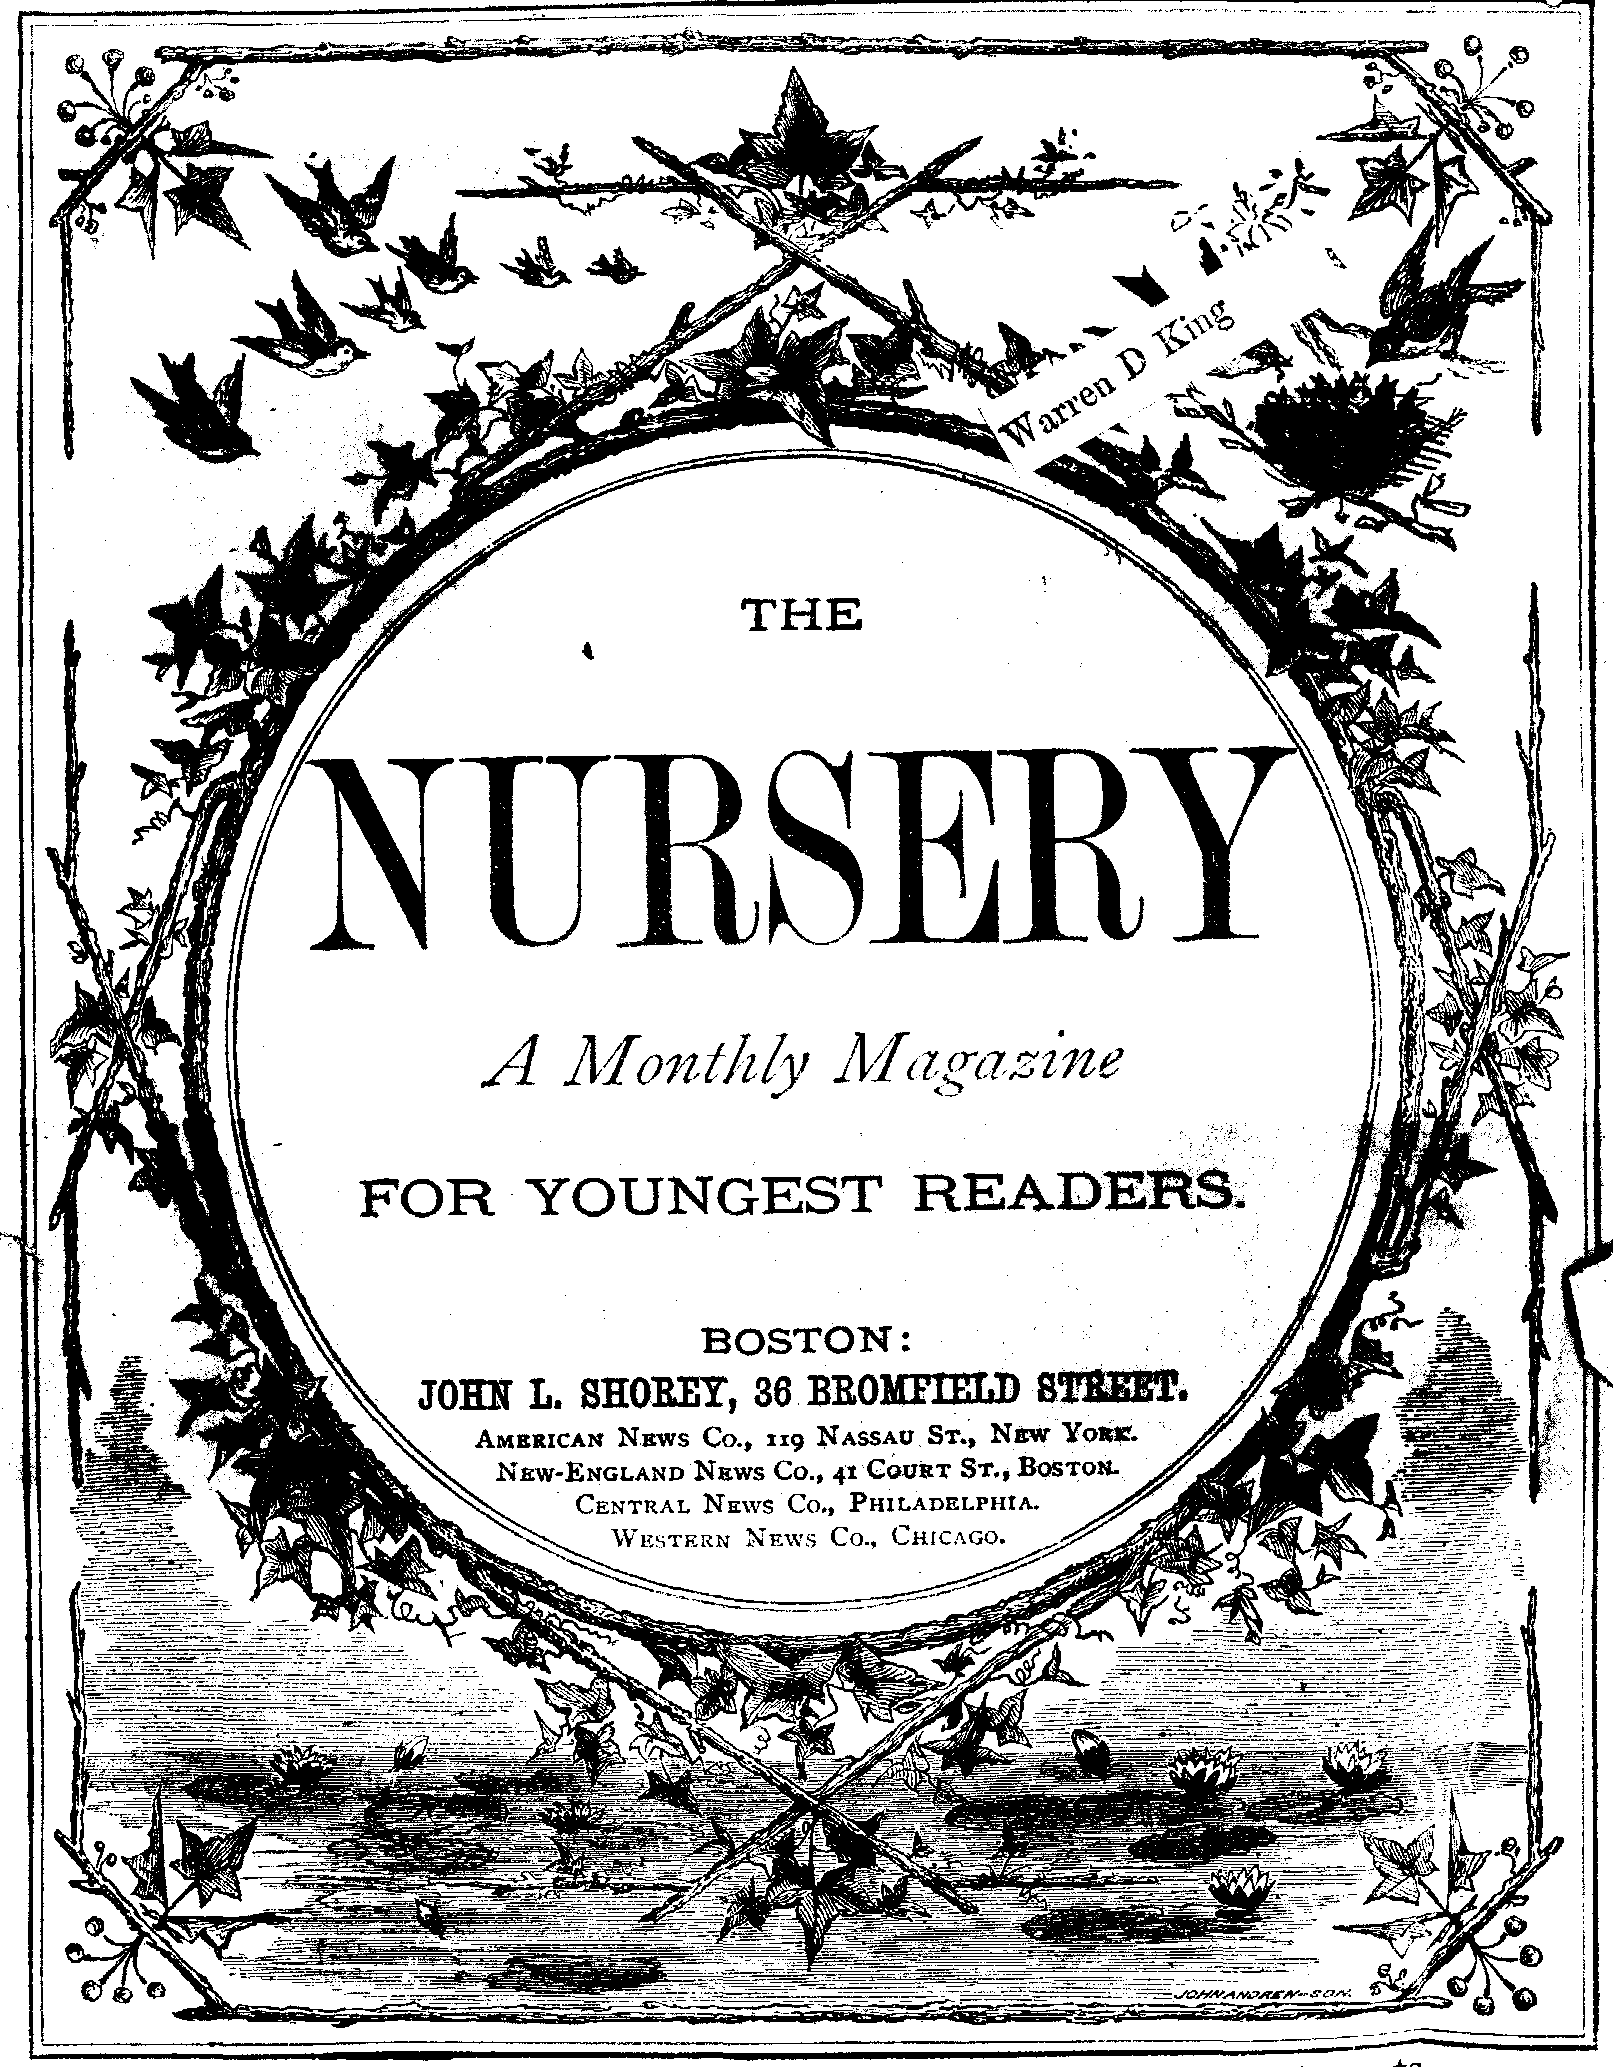 Warren D King
THE
NURSERY
A Monthly Magazine
FOR YOUNGEST READERS.
BOSTON:
JOHN L. SHOREY, 36 BROMFIELD STREET.
AMERICAN NEWS CO., 119 NASSAU ST., NEW YORK.
NEW-ENGLAND NEWS CO., 41 COURT ST., BOSTON.
CENTRAL NEWS CO., PHILADELPHIA.
WESTERN NEWS CO., CHICAGO.
JOHN ANDREW-SON.